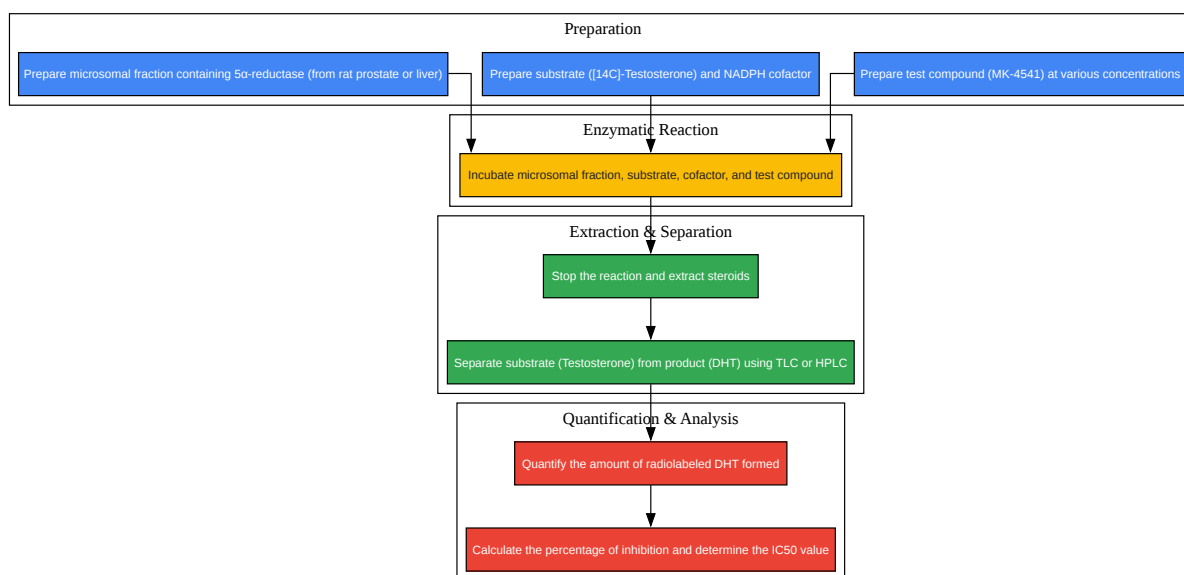 Preparation
Prepare microsomal fraction containing 5α-reductase (from rat prostate or liver)
Prepare substrate ([14C]-Testosterone) and NADPH cofactor
Prepare test compound (MK-4541) at various concentrations
Enzymatic Reaction
Incubate microsomal fraction, substrate, cofactor, and test compound
Extraction & Separation
Stop the reaction and extract steroids
Separate substrate (Testosterone) from product (DHT) using TLC or HPLC
Quantification & Analysis
Quantify the amount of radiolabeled DHT formed
Calculate the percentage of inhibition and determine the IC50 value